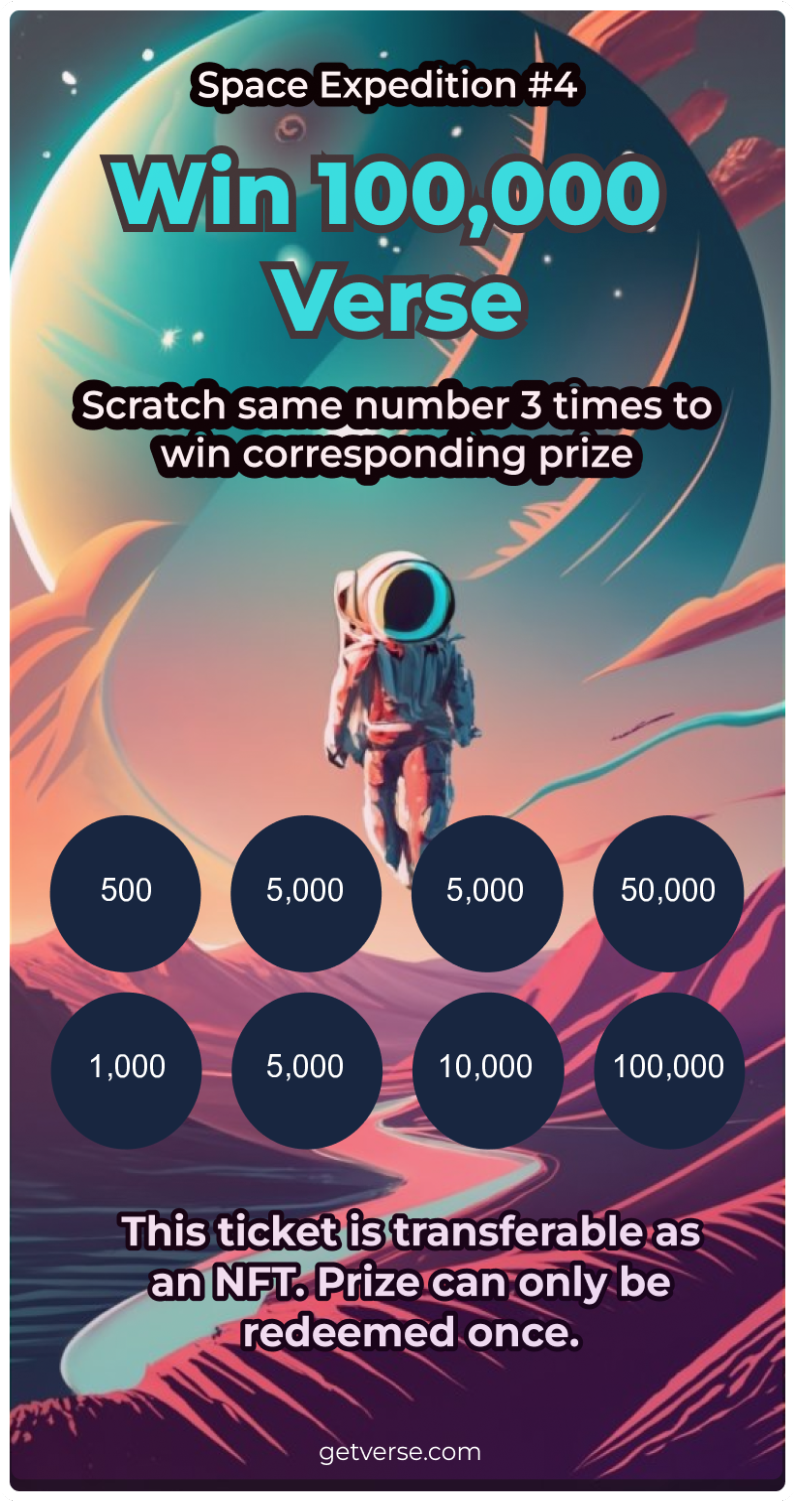 Space Expedition #4
Win 100,000
Verse
Scratch same number 3 times to
win corresponding prize
500 5,000 5,000 50,000
1,000 5,000 10,000 100,000
This ticket is transferable as
an NFT. Prize can only be
redeemed once.
getverse.com